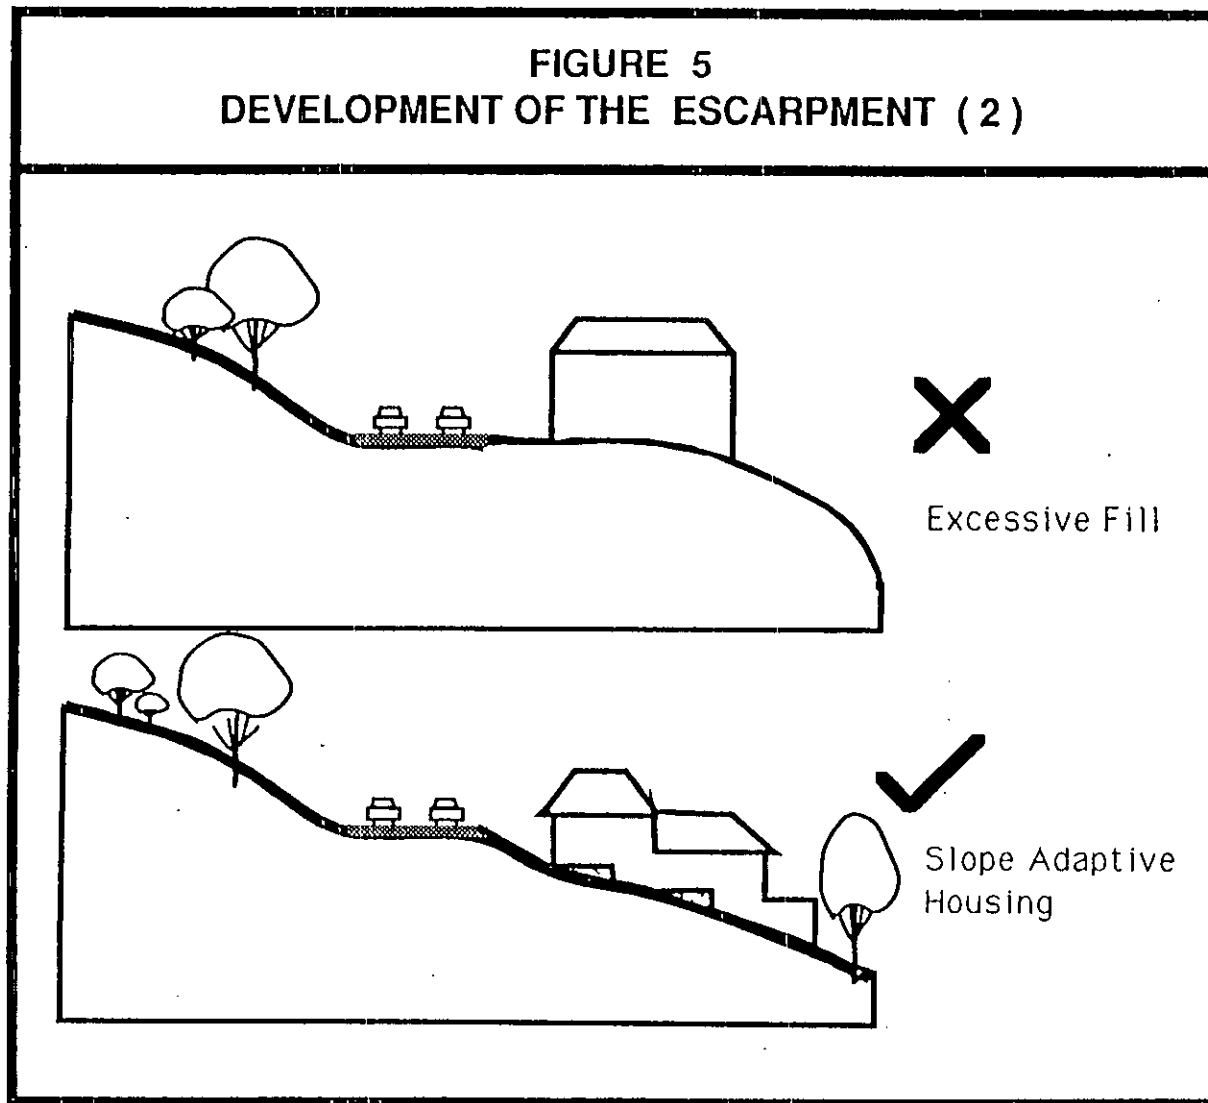 FIGURE 5
DEVELOPMENT OF THE ESCARPMENT ( 2 )
Excessive Fill
Slope Adaptive
Housing